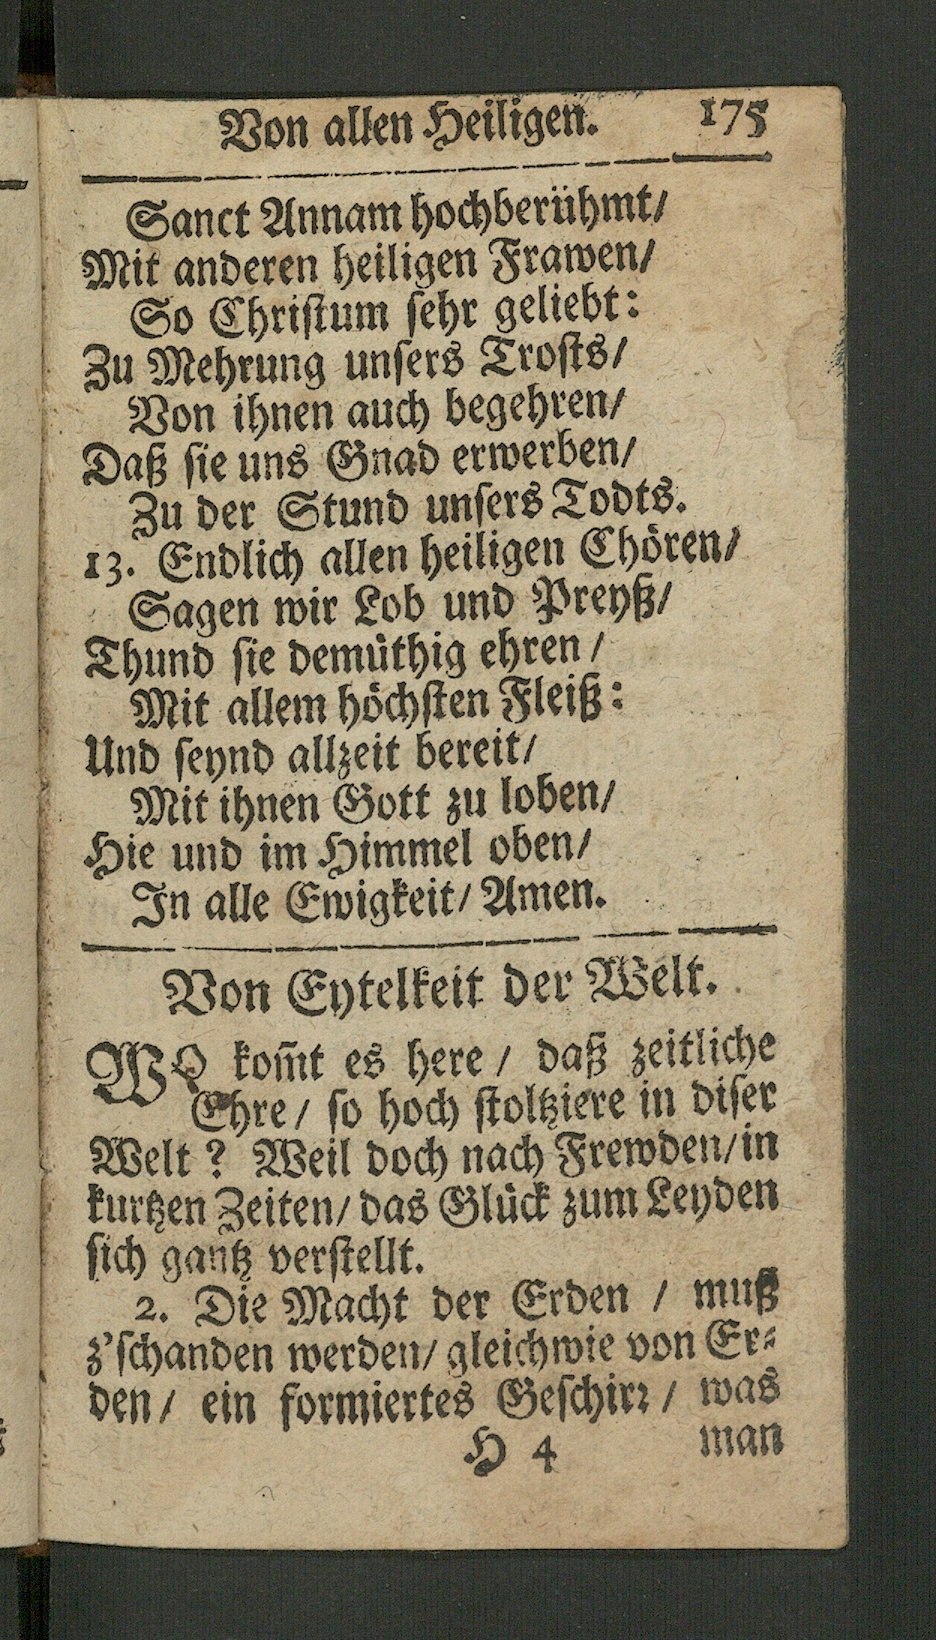 Von allen Heiligen. 175
Sanct Annam hochberühmt/
Mit anderen heiligen Frawen/
So Christum sehr geliebt:
Zu Mehrung unsers Trosts/
Von ihnen auch begehren/
Daß sie uns Gnad erwerben/
Zu der Stund unsers Todts.
13. Endlich allen heiligen Chören/
Sagen wir Lob und Preyß/
Thund sie demüthig ehren/
Mit allem höchsten Fleiß:
Und seynd allzeit bereit/
Mit ihnen Gott zu loben/
Hie und im Himmel oben/
In alle Ewigkeit/ Amen.
Von Eytelkeit der Welt.
WO kom̄t es here/ daß zeitliche
Ehre/ so hoch stoltziere in diser
Welt? Weil doch nach Frewden/ in
kurtzen Zeiten/ das Glück zum Leyden
sich gantz verstellt.
2. Die Macht der Erden/ muß
z'schanden werden/ gleichwie von Er-
den/ ein formiertes Geschirr/ was
H 4 man